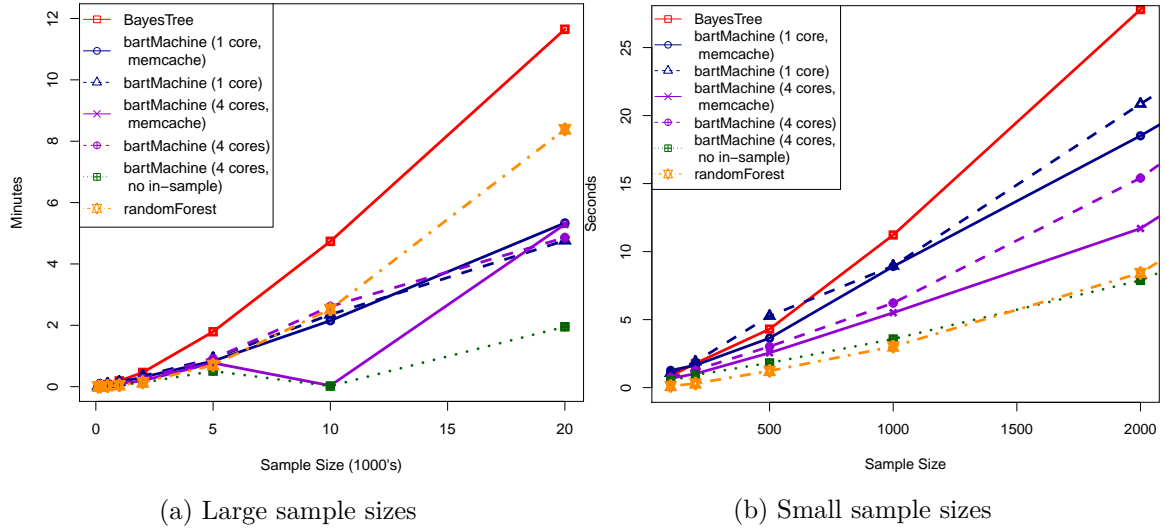 12
10
8
6
4
2
0
Minutes
BayesTree
bartMachine (1 core,
memcache)
bartMachine (1 core)
bartMachine (4 cores,
memcache)
bartMachine (4 cores)
bartMachine (4 cores,
no in−sample)
randomForest
0
5
10
15
20
Sample Size (1000's)
(a) Large sample sizes
25
20
15
10
5
0
Seconds
BayesTree
bartMachine (1 core,
memcache)
bartMachine (1 core)
bartMachine (4 cores,
memcache)
bartMachine (4 cores)
bartMachine (4 cores,
no in−sample)
randomForest
500
1000
1500
2000
Sample Size
(b) Small sample sizes